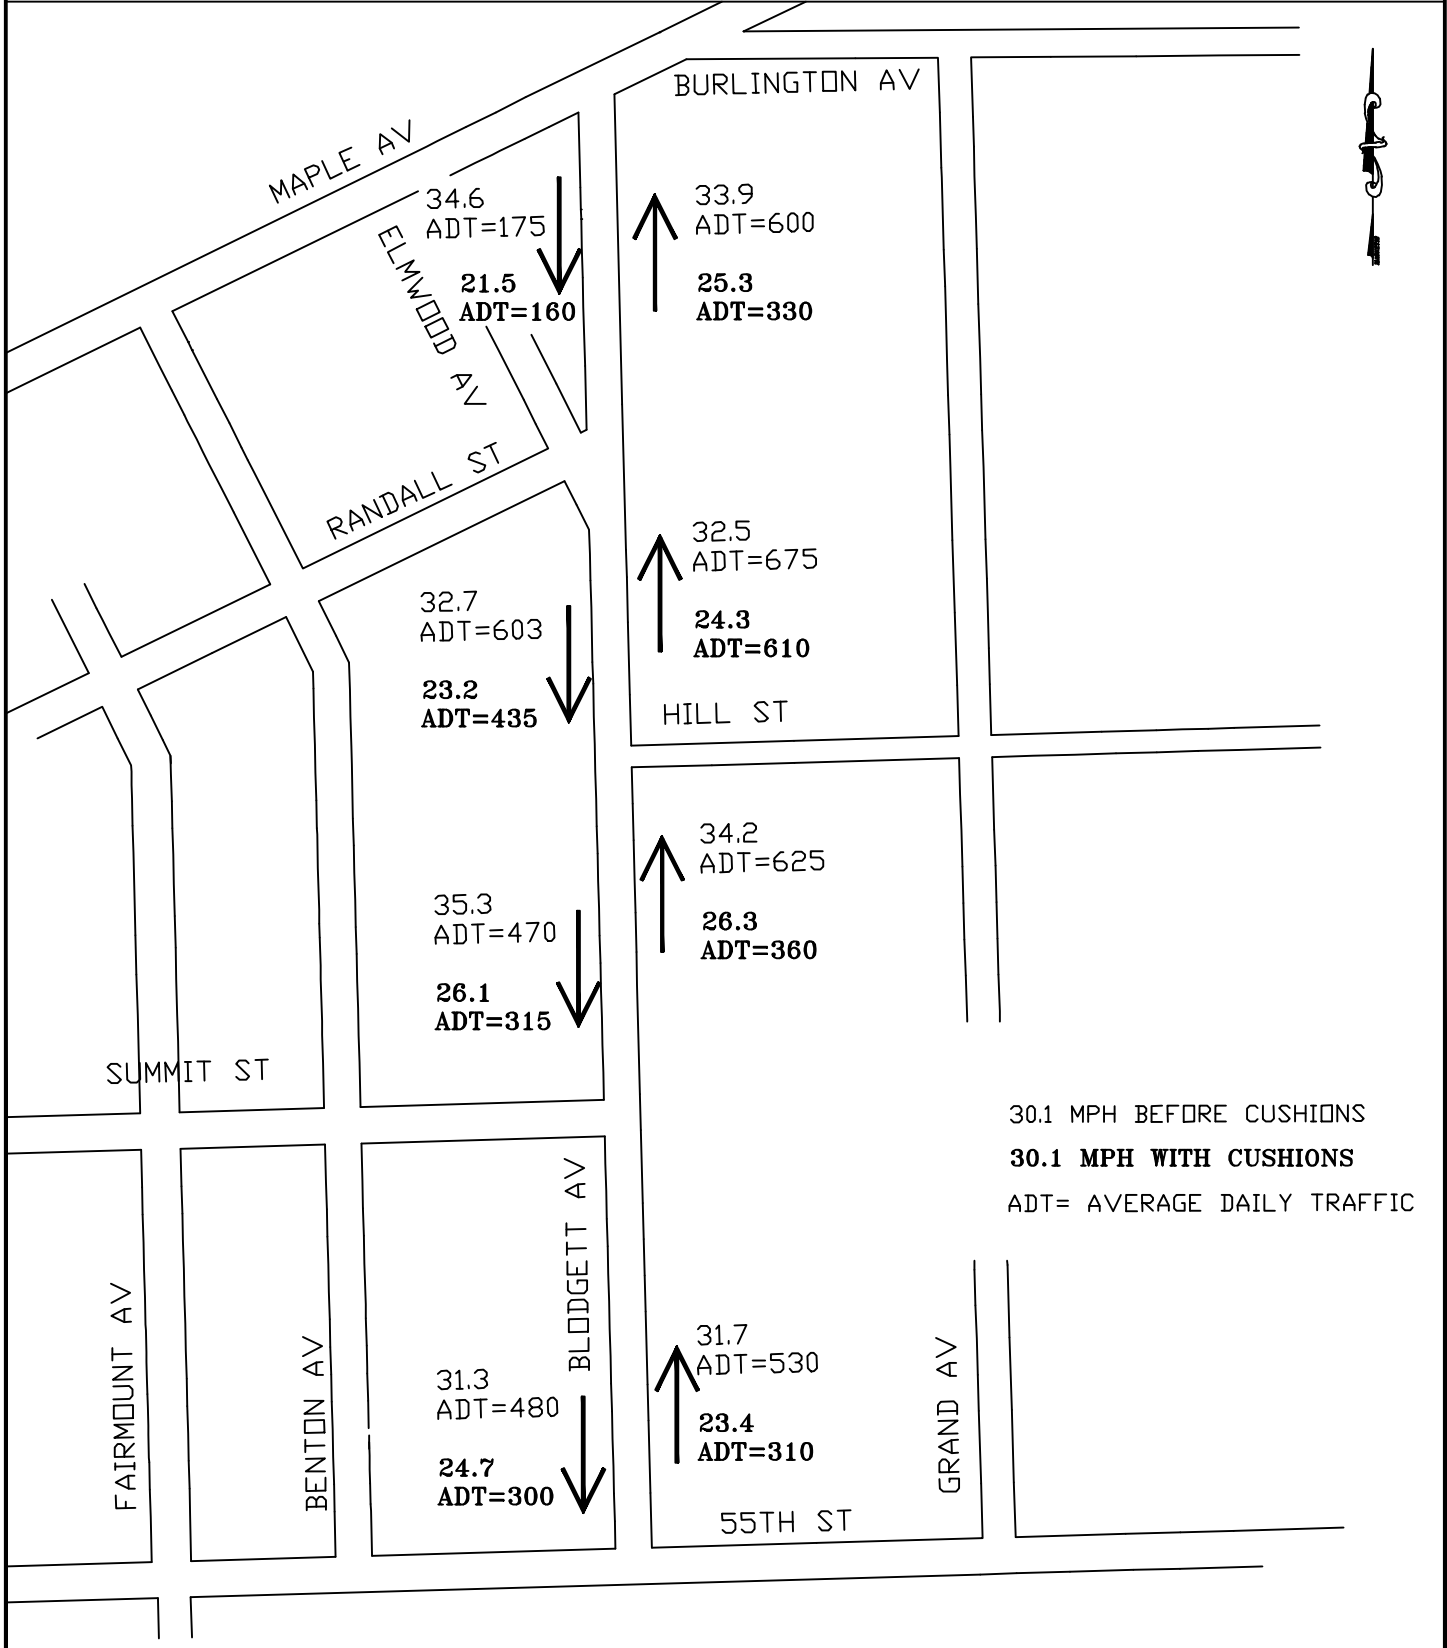 BURLINGTON AV
MAPLE AV
34.6
ADT=175
21.5
ADT=160
33.9
ADT=600
25.3
ADT=330
ELMWOOD AV
RANDALL ST
32.5
ADT=675
24.3
ADT=610
32.7
ADT=603
23.2
ADT=435
HILL ST
34.2
ADT=625
26.3
ADT=360
35.3
ADT=470
26.1
ADT=315
SUMMIT ST
30.1 MPH BEFORE CUSHIONS
30.1 MPH WITH CUSHIONS
ADT= AVERAGE DAILY TRAFFIC
FAIRMOUNT AV
BENTON AV
BLODGETT AV
GRAND AV
31.7
ADT=530
23.4
ADT=310
31.3
ADT=480
24.7
ADT=300
55TH ST